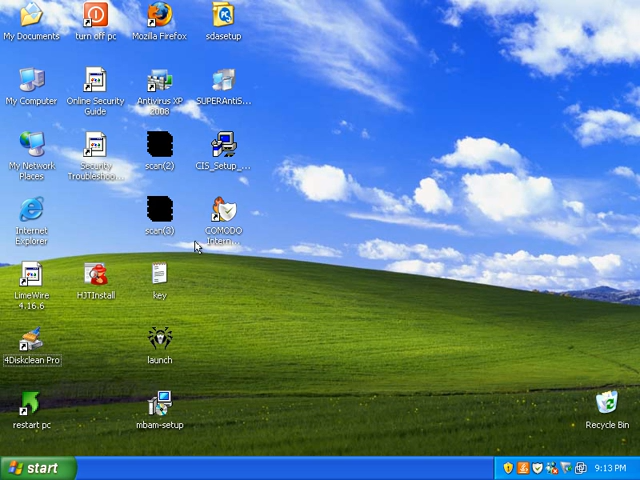 My Documents
turn off pc
Mozilla Firefox
sdasetup
My Computer
Online Security
Guide
Antivirus XP
2008
SUPERAntiS...
My Network
Places
Security
Troubleshoo...
scan(2)
CIS_Setup_...
Internet
Explorer
scan(3)
COMODO
Intern...
LimeWire
4.16.6
HJTInstall
key
4Diskclean Pro
launch
restart pc
mbam-setup
Recycle Bin
start
9:13 PM